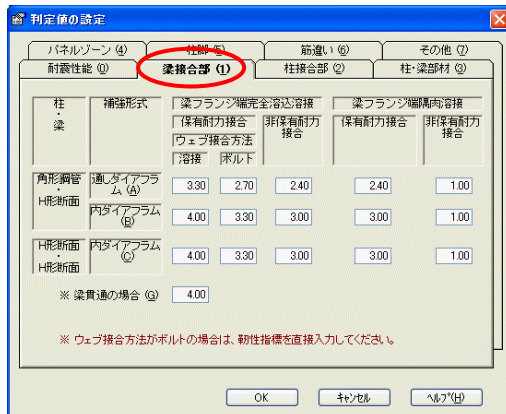 判定値の設定
パネルゾーン (4) 柱脚 (5) 筋違い (6) その他 (7)
耐震性能 (0) 梁接合部 (1) 柱接合部 (2) 柱・梁部材 (3)
柱・梁 補強形式 梁フランジ端完全溶込溶接 梁フランジ端隅肉溶接
保有耐力接合 非保有耐力接合 保有耐力接合 非保有耐力接合
ウェブ接合方法
溶接 ボルト
角形鋼管・H形断面 通しダイアフラム (A) 3.30 2.70 2.40 2.40 1.00
内ダイアフラム (B) 4.00 3.30 3.00 3.00 1.00
H形断面・H形断面 内ダイアフラム (C) 4.00 3.30 3.00 3.00 1.00
※ 梁貫通の場合 (G) 4.00
※ ウェブ接合方法がボルトの場合は、靭性指標を直接入力してください。
OK キャンセル ヘルプ(H)